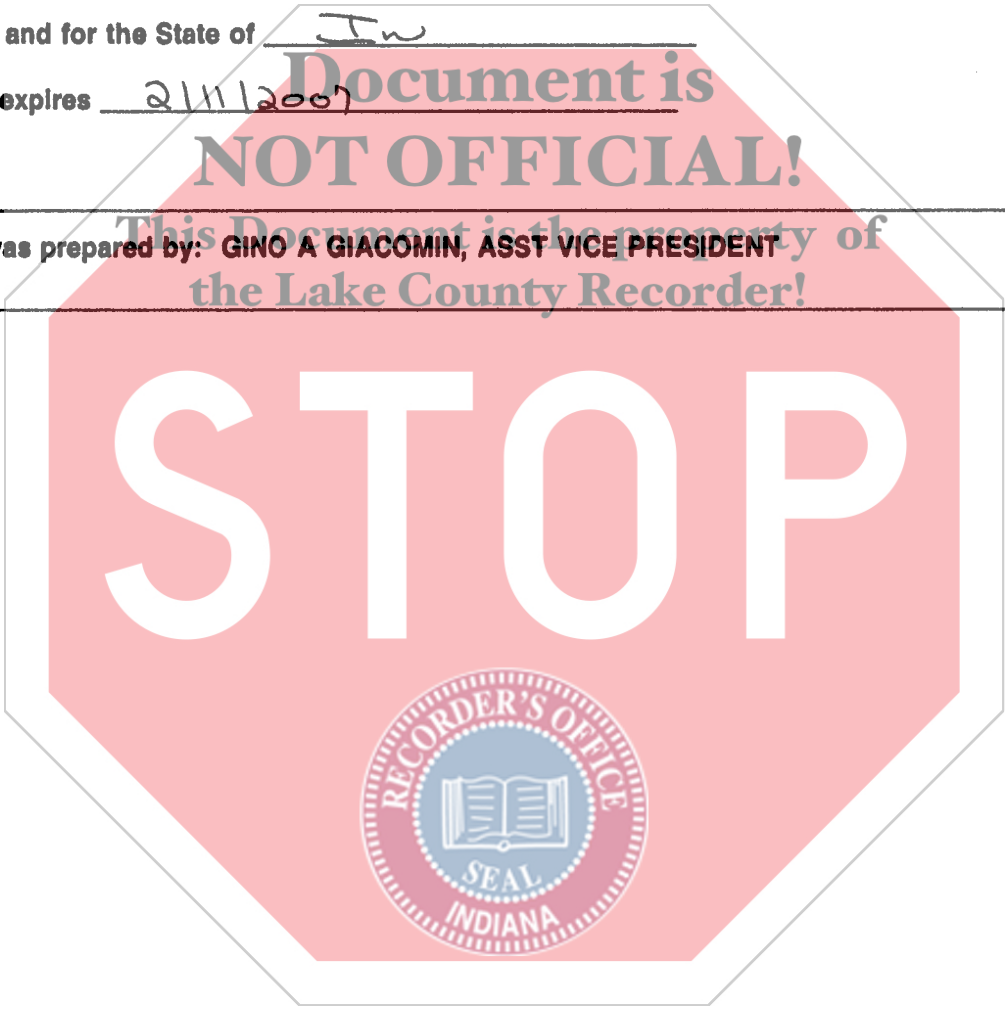 and for the State of In
Document is
expires 2/11/2007
NOT OFFICIAL!
This Document is the property of
as prepared by: GINO A GIACOMIN, ASST VICE PRESIDENT
the Lake County Recorder!
STOP
RECORDER'S OFFICE
SEAL
INDIANA